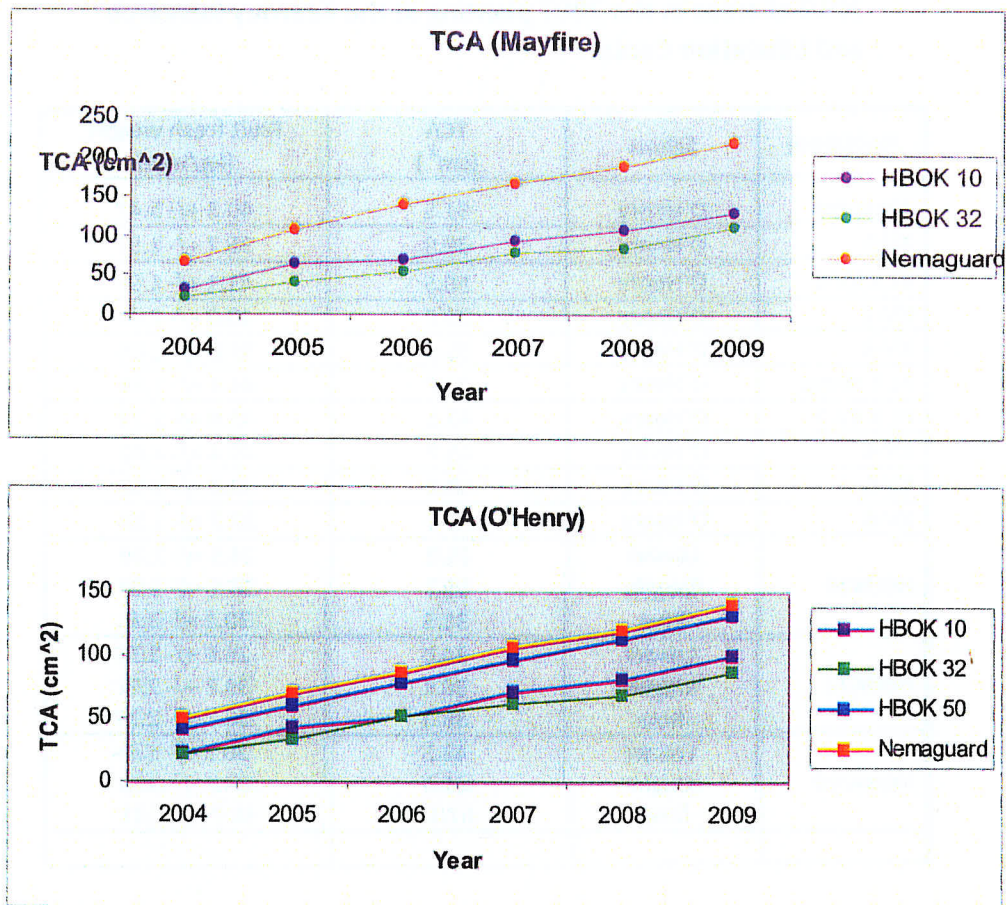 TCA (Mayfire)
250
200
TCA (cm^2)
150
100
50
0
2004 2005 2006 2007 2008 2009
Year
HBOK 10
HBOK 32
Nemaguard
TCA (O'Henry)
150
100
50
0
TCA (cm^2)
2004 2005 2006 2007 2008 2009
Year
HBOK 10
HBOK 32
HBOK 50
Nemaguard